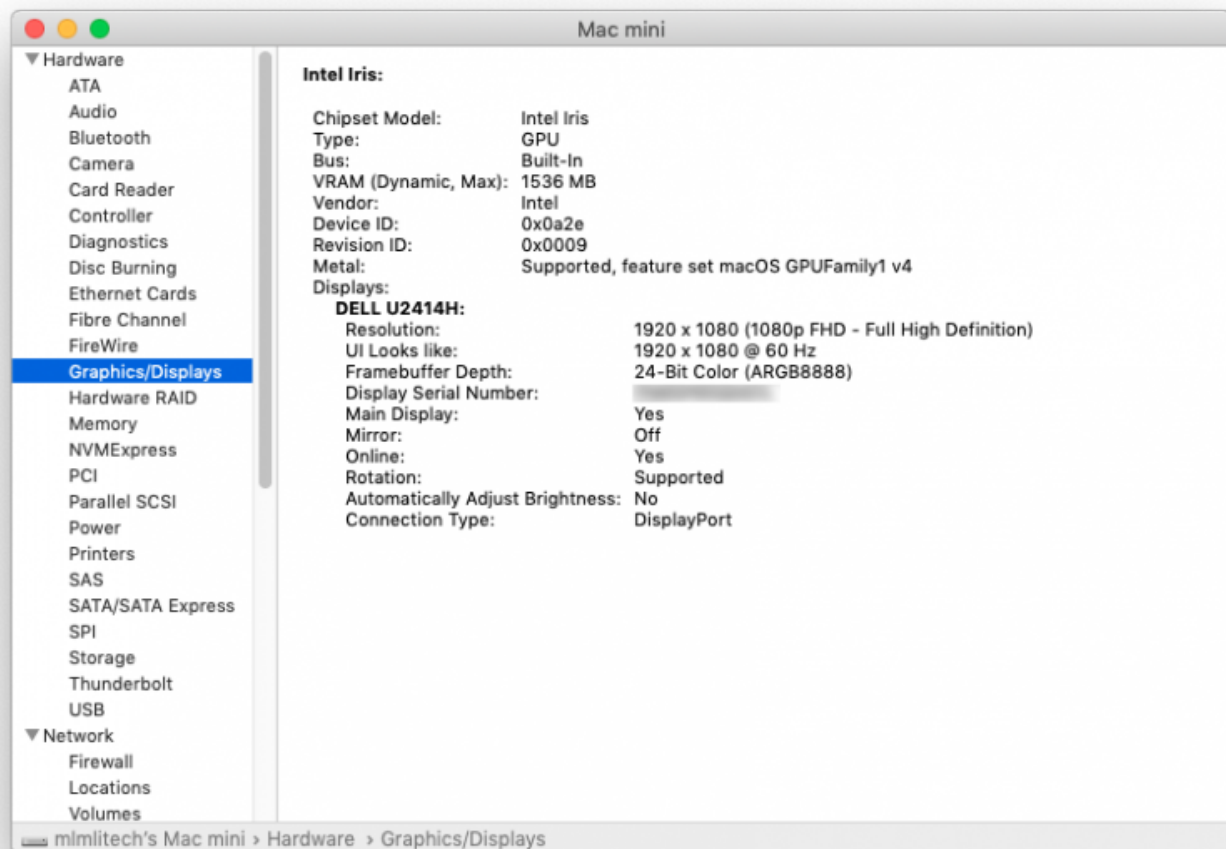 Mac mini
Hardware
ATA
Audio
Bluetooth
Camera
Card Reader
Controller
Diagnostics
Disc Burning
Ethernet Cards
Fibre Channel
FireWire
Graphics/Displays
Hardware RAID
Memory
NVMExpress
PCI
Parallel SCSI
Power
Printers
SAS
SATA/SATA Express
SPI
Storage
Thunderbolt
USB
Network
Firewall
Locations
Volumes
Intel Iris:
Chipset Model: Intel Iris
Type: GPU
Bus: Built-In
VRAM (Dynamic, Max): 1536 MB
Vendor: Intel
Device ID: 0x0a2e
Revision ID: 0x0009
Metal: Supported, feature set macOS GPUFamily1 v4
Displays:
DELL U2414H:
Resolution: 1920 x 1080 (1080p FHD - Full High Definition)
UI Looks like: 1920 x 1080 @ 60 Hz
Framebuffer Depth: 24-Bit Color (ARGB8888)
Display Serial Number:
Main Display: Yes
Mirror: Off
Online: Yes
Rotation: Supported
Automatically Adjust Brightness: No
Connection Type: DisplayPort
mlmlitech's Mac mini › Hardware › Graphics/Displays